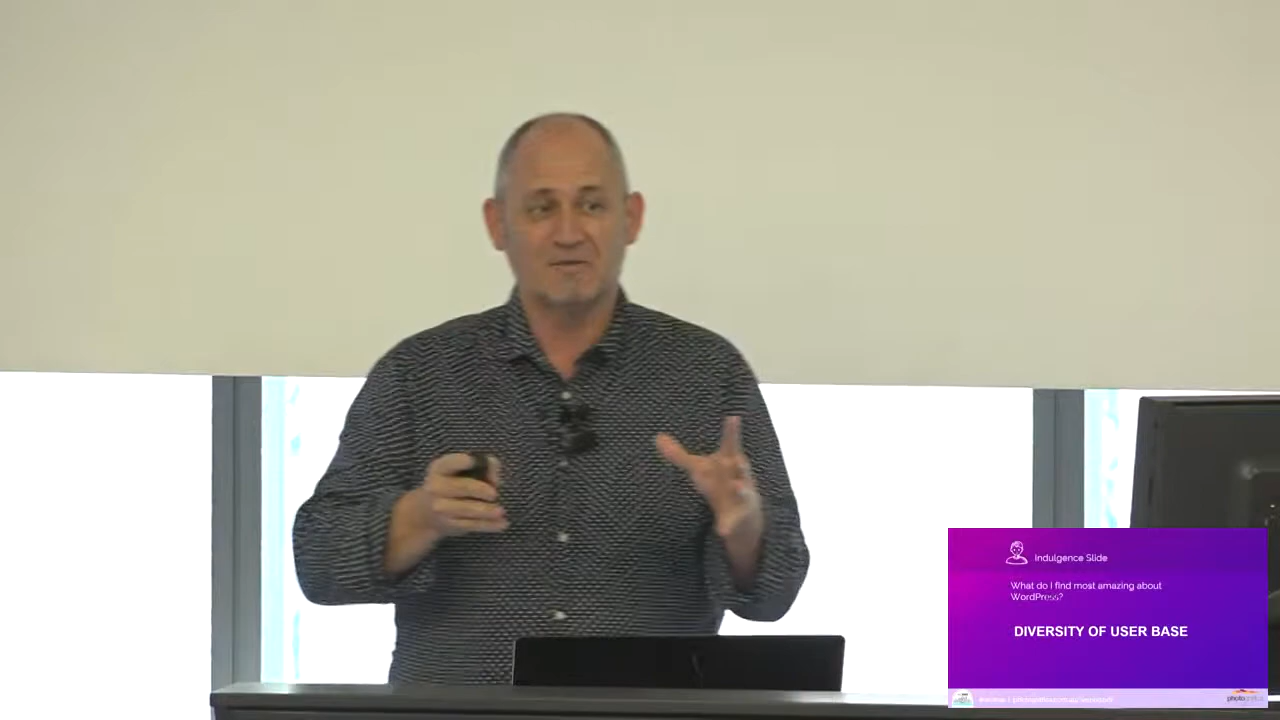 Indulgence Slide
What do I find most amazing about
WordPress?
DIVERSITY OF USER BASE